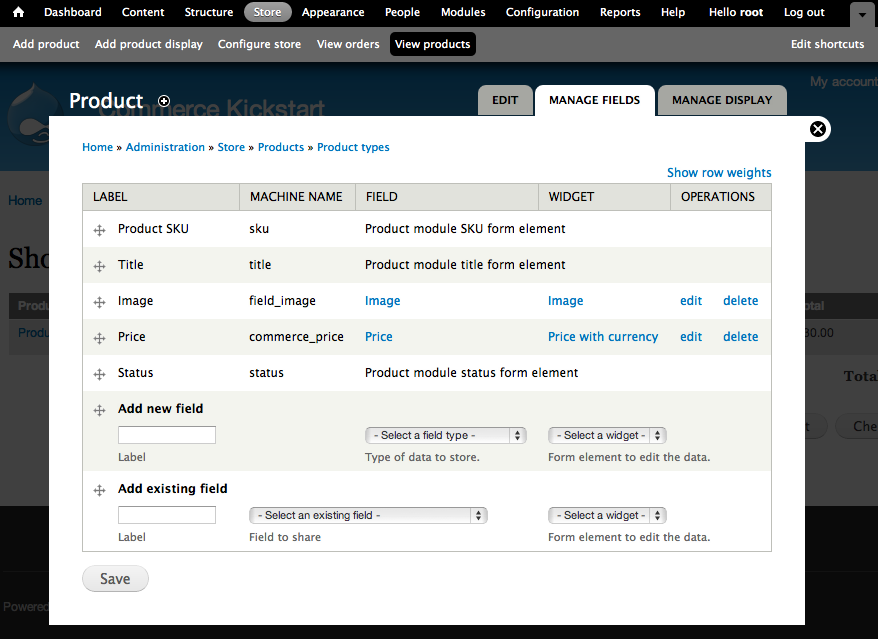 Dashboard Content Structure Store Appearance People Modules Configuration Reports Help Hello root Log out
Add product Add product display Configure store View orders View products Edit shortcuts
My account
Commerce Kickstart
Product EDIT MANAGE FIELDS MANAGE DISPLAY
Home » Administration » Store » Products » Product types
Show row weights
Home
LABEL MACHINE NAME FIELD WIDGET OPERATIONS
Product SKU sku Product module SKU form element
Title title Product module title form element
Image field_image Image Image edit delete
Price commerce_price Price Price with currency edit delete
30.00
Status status Product module status form element
Add new field
- Select a field type - - Select a widget -
Label Type of data to store. Form element to edit the data.
Add existing field
- Select an existing field - - Select a widget -
Label Field to share Form element to edit the data.
Save
Powered